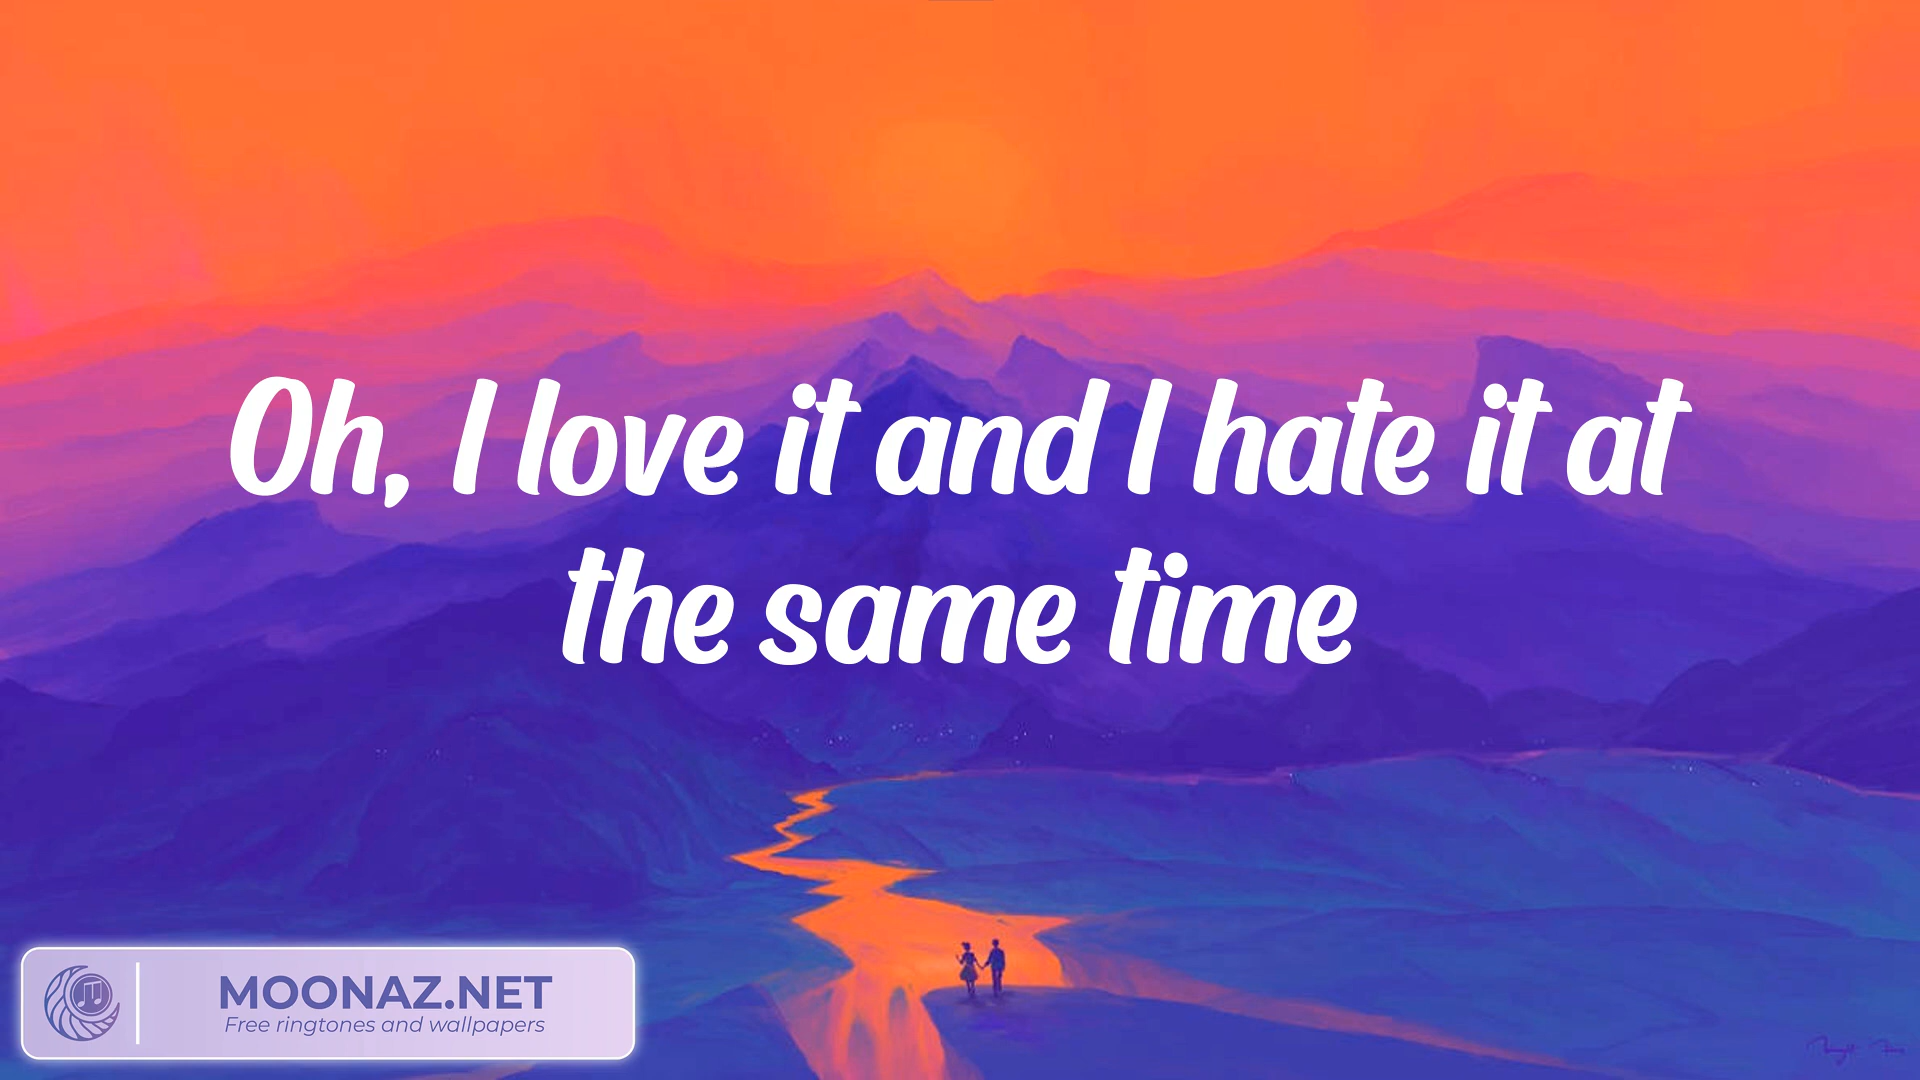 Oh, I love it and I hate it at
the same time
MOONAZ.NET
Free ringtones and wallpapers